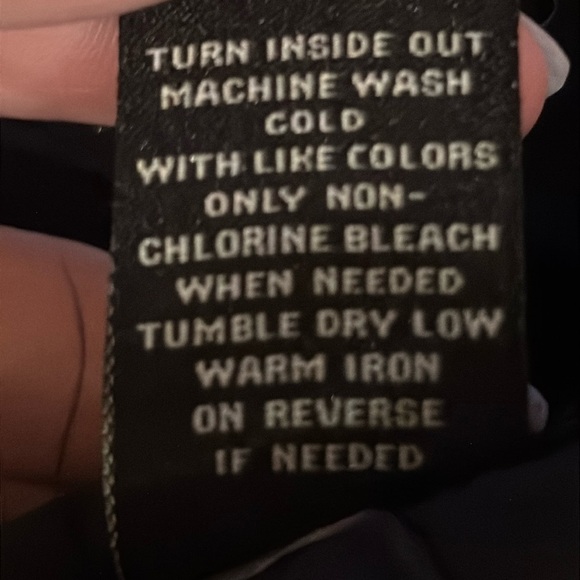 TURN INSIDE OUT
MACHINE WASH
COLD
WITH LIKE COLORS
ONLY NON-
CHLORINE BLEACH
WHEN NEEDED
TUMBLE DRY LOW
WARM IRON
ON REVERSE
IF NEEDED